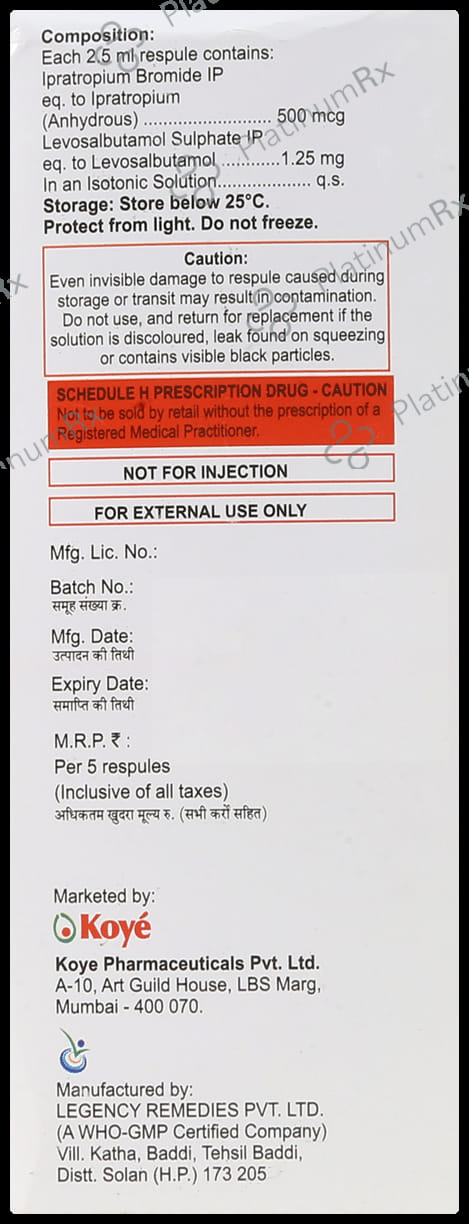 Composition:
Each 2.5 ml respule contains:
Ipratropium Bromide IP
eq. to Ipratropium
(Anhydrous) .......................... 500 mcg
Levosalbutamol Sulphate IP
eq. to Levosalbutamol ............1.25 mg
In an Isotonic Solution................... q.s.
Storage: Store below 25°C.
Protect from light. Do not freeze.
Caution:
Even invisible damage to respule caused during
storage or transit may result in contamination.
Do not use, and return for replacement if the
solution is discoloured, leak found on squeezing
or contains visible black particles.
SCHEDULE H PRESCRIPTION DRUG - CAUTION
Not to be sold by retail without the prescription of a
Registered Medical Practitioner.
NOT FOR INJECTION
FOR EXTERNAL USE ONLY
Mfg. Lic. No.:
Batch No.:
समूह संख्या क्र.
Mfg. Date:
उत्पादन की तिथी
Expiry Date:
समाप्ति की तिथी
M.R.P. ₹ :
Per 5 respules
(Inclusive of all taxes)
अधिकतम खुदरा मूल्य रु. (सभी करों सहित)
Marketed by:
Koyé
Koye Pharmaceuticals Pvt. Ltd.
A-10, Art Guild House, LBS Marg,
Mumbai - 400 070.
Manufactured by:
LEGENCY REMEDIES PVT. LTD.
(A WHO-GMP Certified Company)
Vill. Katha, Baddi, Tehsil Baddi,
Distt. Solan (H.P.) 173 205
PlatinumRx
PlatinumRx
PlatinumRx